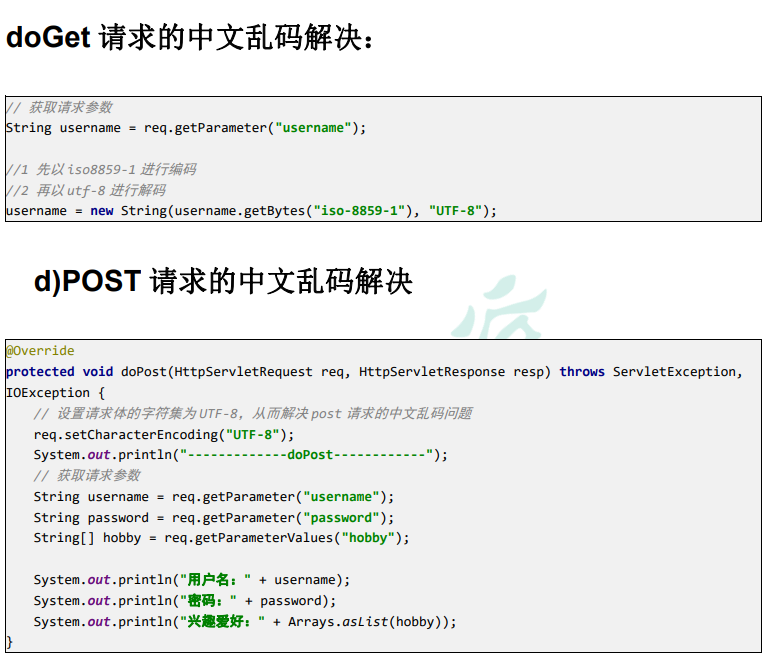 doGet 请求的中文乱码解决：
// 获取请求参数
String username = req.getParameter("username");
//1 先以 iso8859-1 进行编码
//2 再以 utf-8 进行解码
username = new String(username.getBytes("iso-8859-1"), "UTF-8");
d)POST 请求的中文乱码解决
@Override
protected void doPost(HttpServletRequest req, HttpServletResponse resp) throws ServletException,
IOException {
// 设置请求体的字符集为 UTF-8，从而解决 post 请求的中文乱码问题
req.setCharacterEncoding("UTF-8");
System.out.println("-------------doPost------------");
// 获取请求参数
String username = req.getParameter("username");
String password = req.getParameter("password");
String[] hobby = req.getParameterValues("hobby");
System.out.println("用户名：" + username);
System.out.println("密码：" + password);
System.out.println("兴趣爱好：" + Arrays.asList(hobby));
}